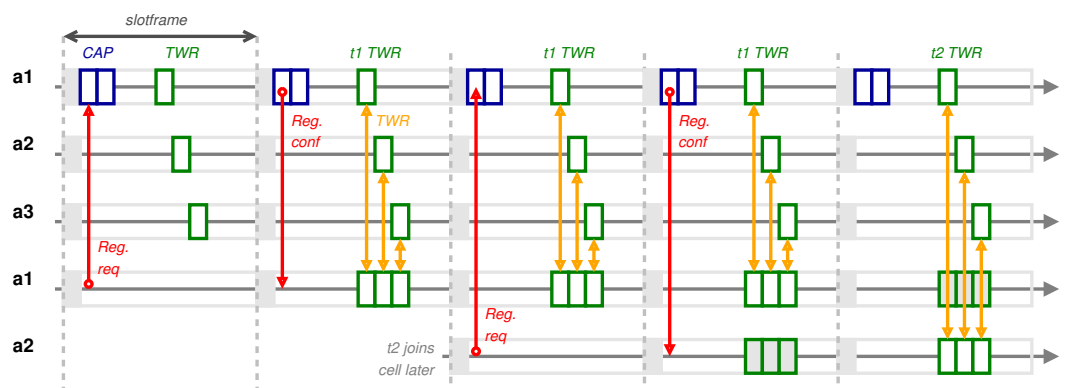 slotframe
CAP TWR t1 TWR t1 TWR t1 TWR t2 TWR
a1
Reg.
conf
TWR
Reg.
conf
a2
a3
Reg.
req
a1
Reg.
req
a2
t2 joins
cell later